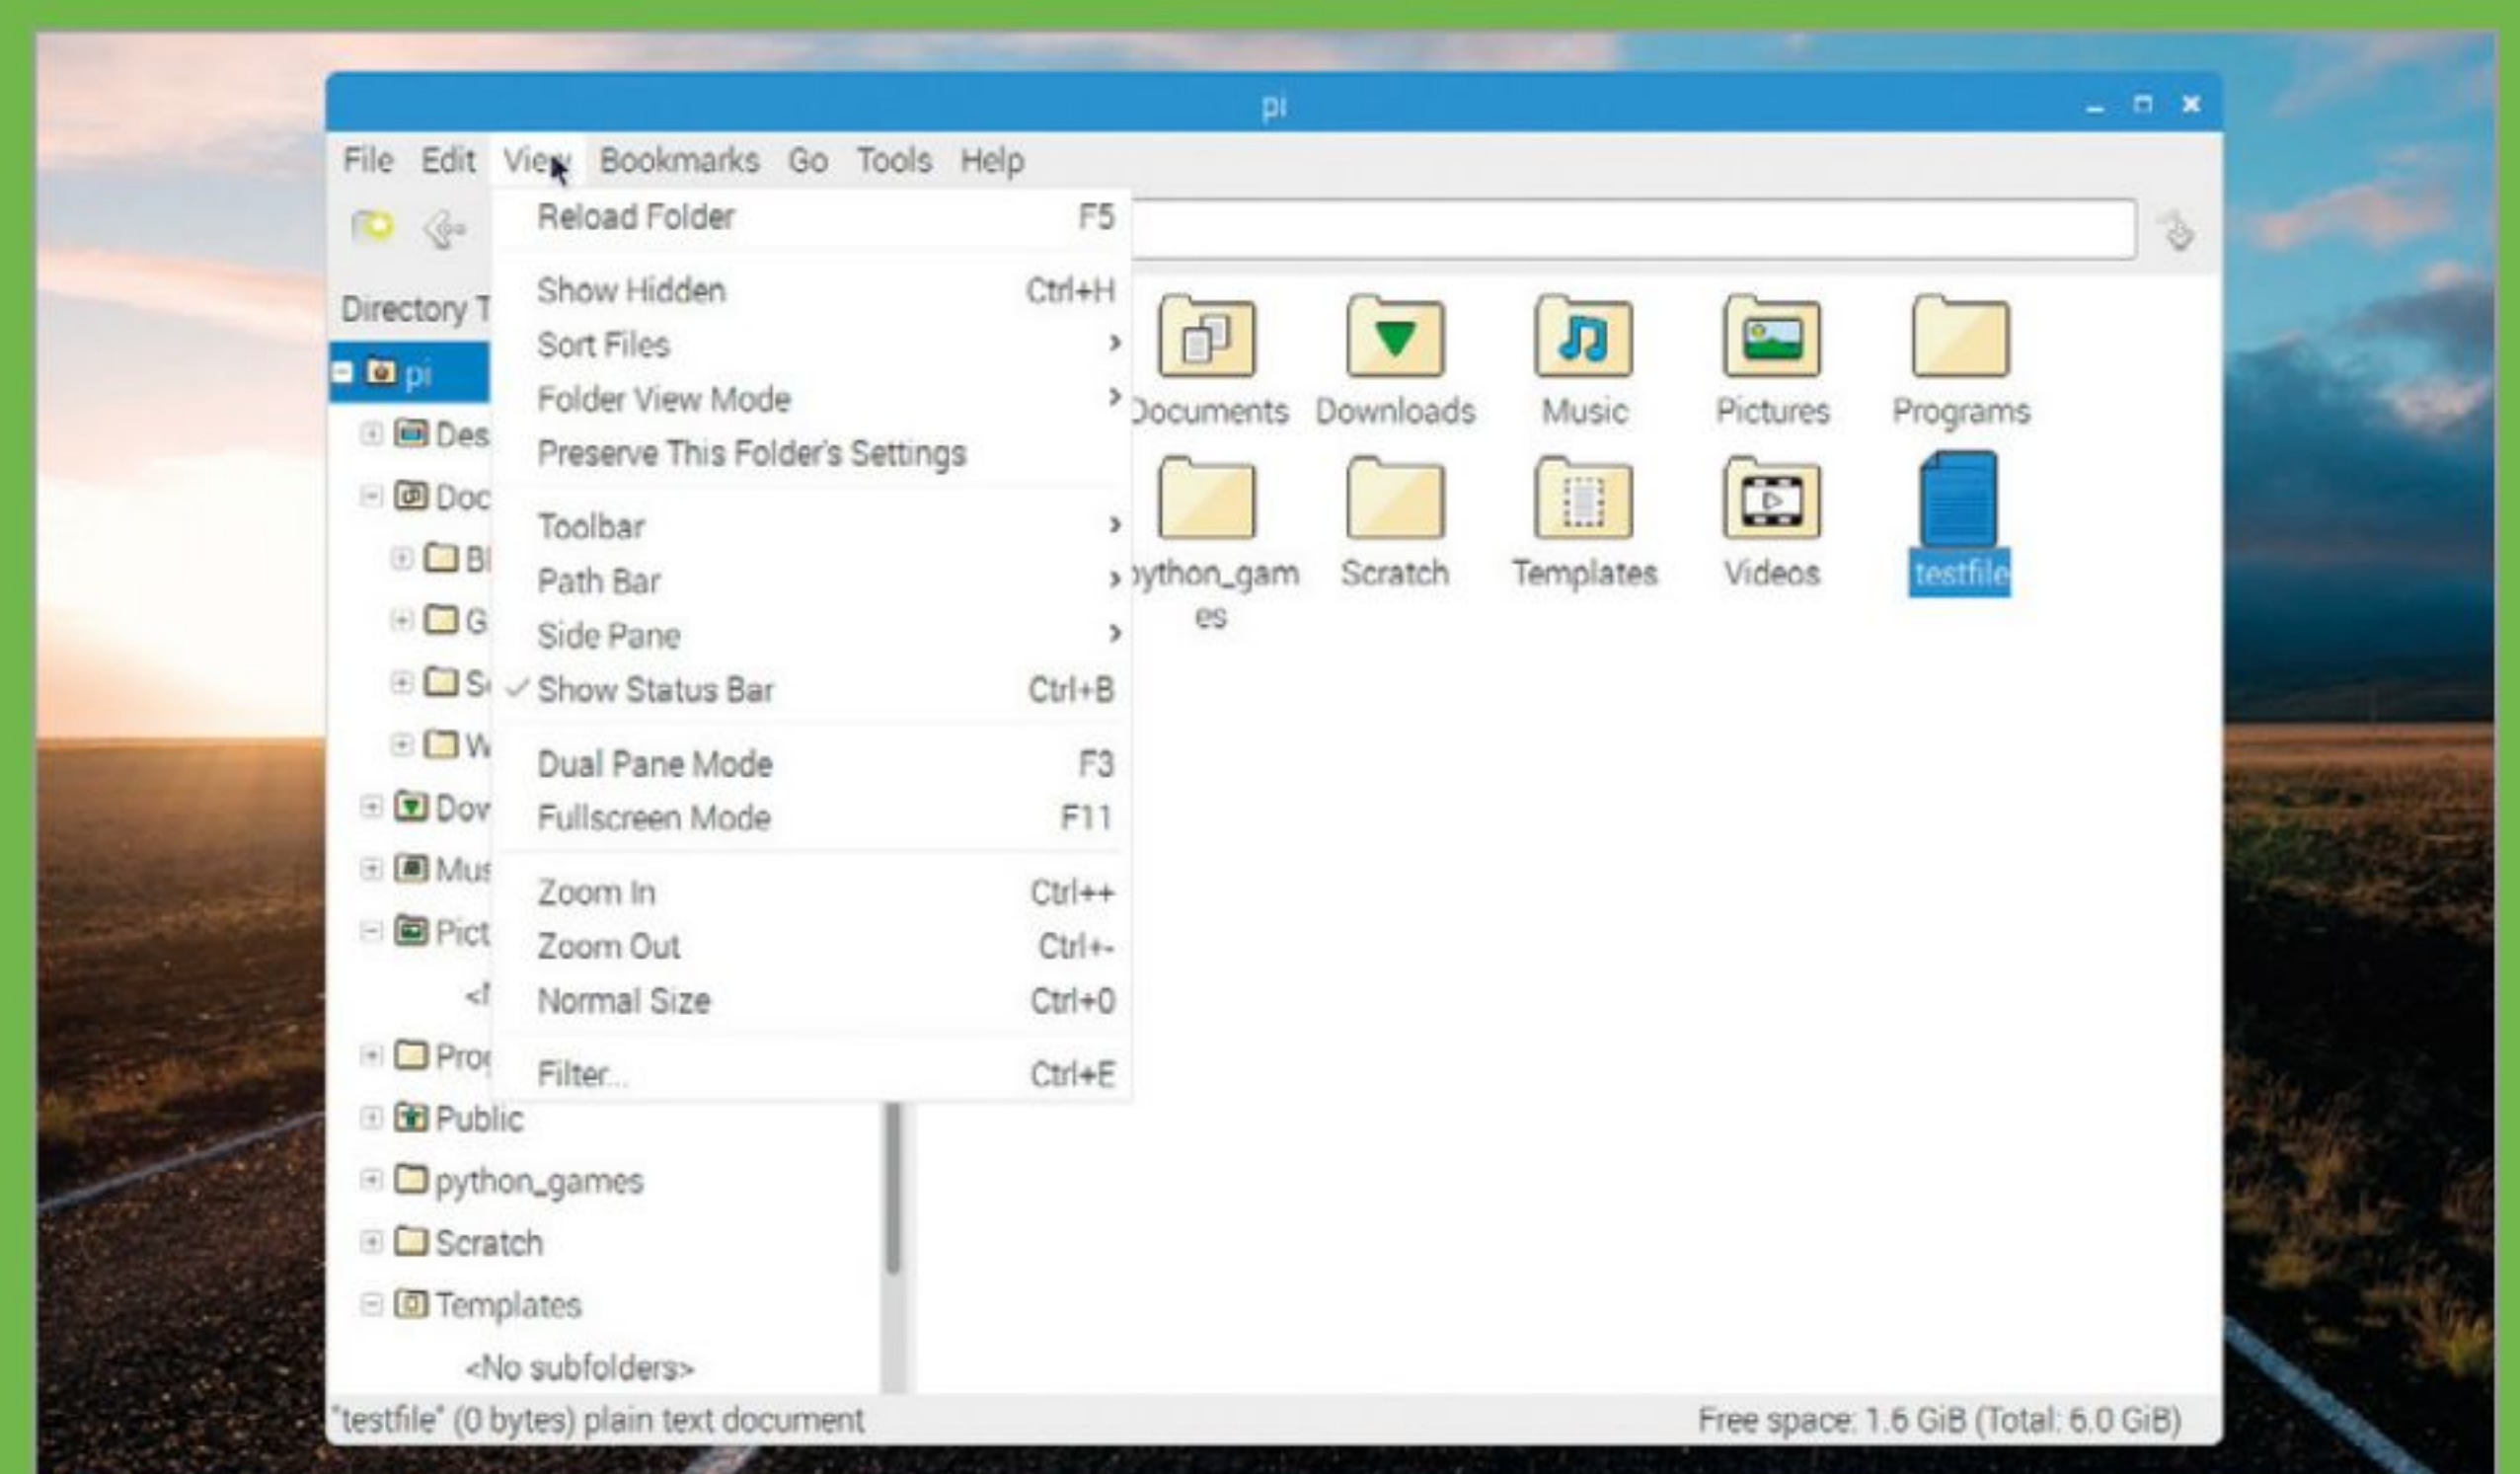 pi
File Edit View Bookmarks Go Tools Help
Reload Folder F5
Show Hidden Ctrl+H
Sort Files
Folder View Mode
Preserve This Folder's Settings
Toolbar
Path Bar
Side Pane
Show Status Bar Ctrl+B
Dual Pane Mode F3
Fullscreen Mode F11
Zoom In Ctrl++
Zoom Out Ctrl+-
Normal Size Ctrl+0
Filter... Ctrl+E
Directory T
pi
Des
Doc
Bl
G
W
Dov
Mus
Pict
Public
python_games
Scratch
Templates
<No subfolders>
Documents Downloads Music Pictures Programs
ython_gam Scratch Templates Videos testfile
es
"testfile" (0 bytes) plain text document Free space: 1.6 GiB (Total: 6.0 GiB)